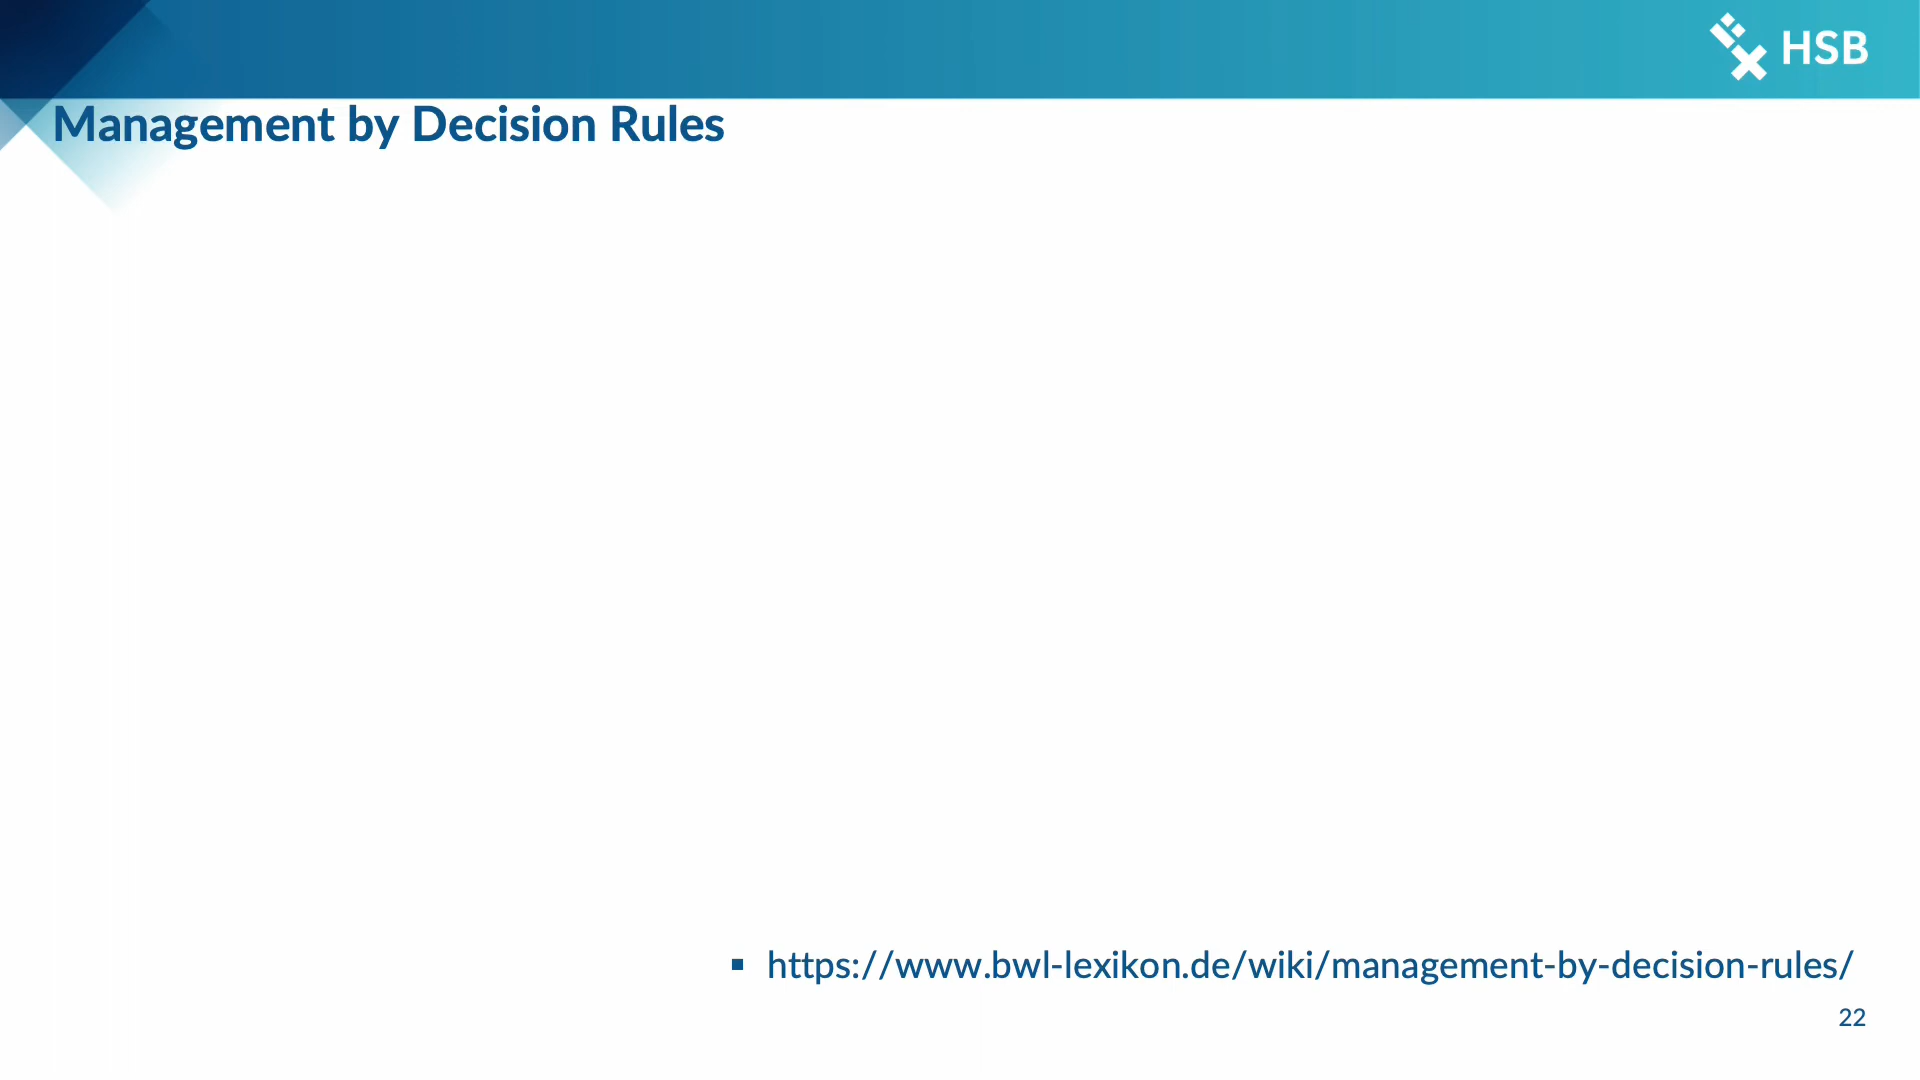 HSB
Management by Decision Rules
▪ https://www.bwl-lexikon.de/wiki/management-by-decision-rules/
22